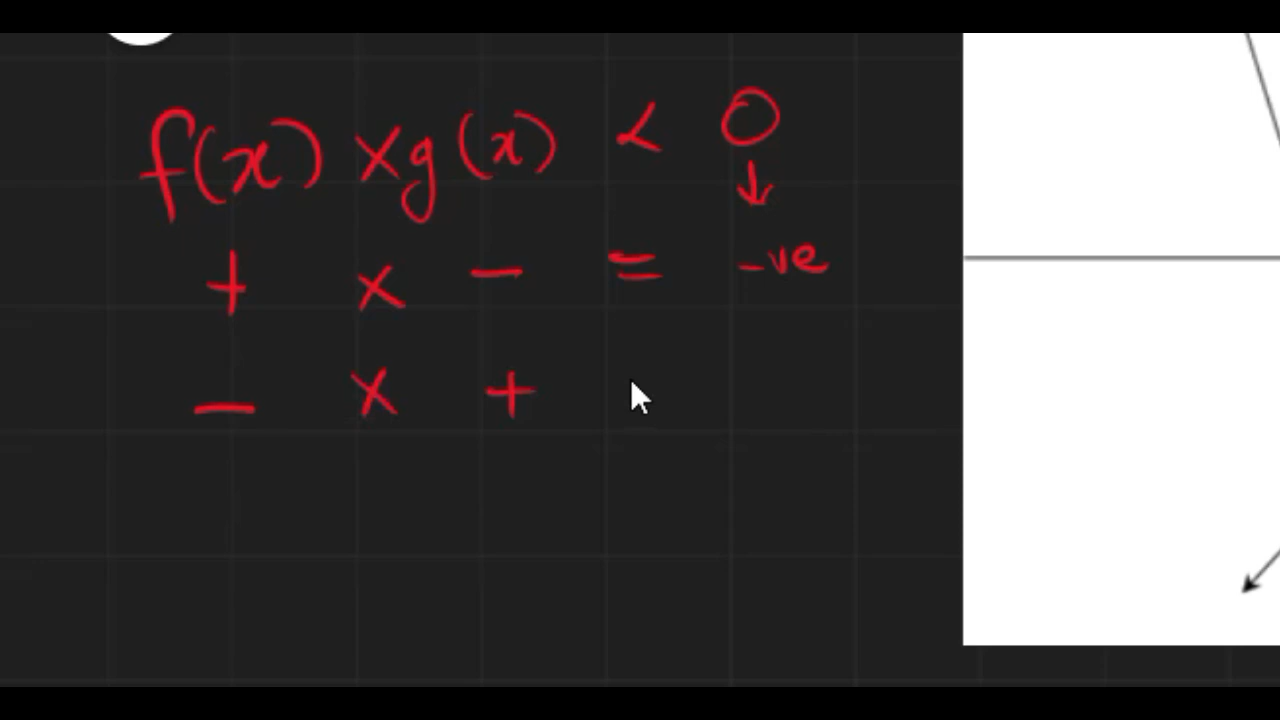 f(x) × g(x) < 0
↓
+ × − = −ve
− × +